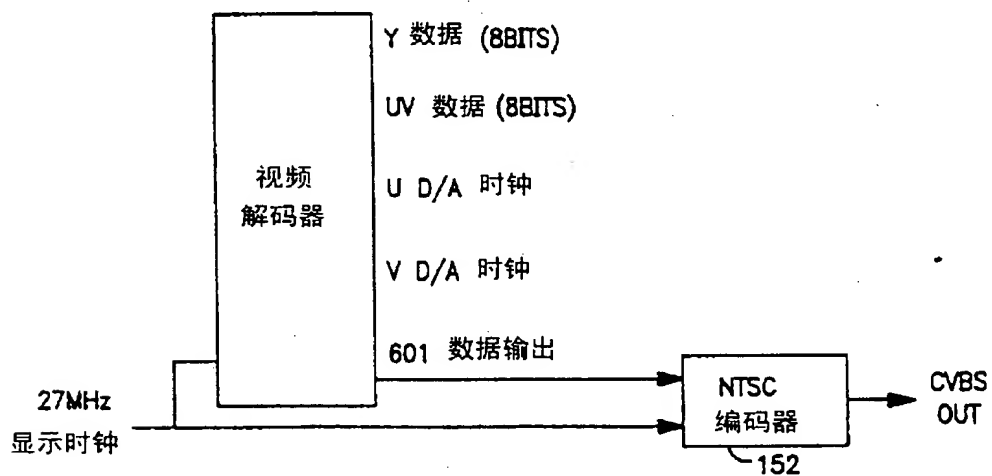 Y 数据 (8BITS)
UV 数据 (8BITS)
视频
解码器
U D/A 时钟
V D/A 时钟
601 数据输出
27MHz
显示时钟
NTSC
编码器
CVBS
OUT
152